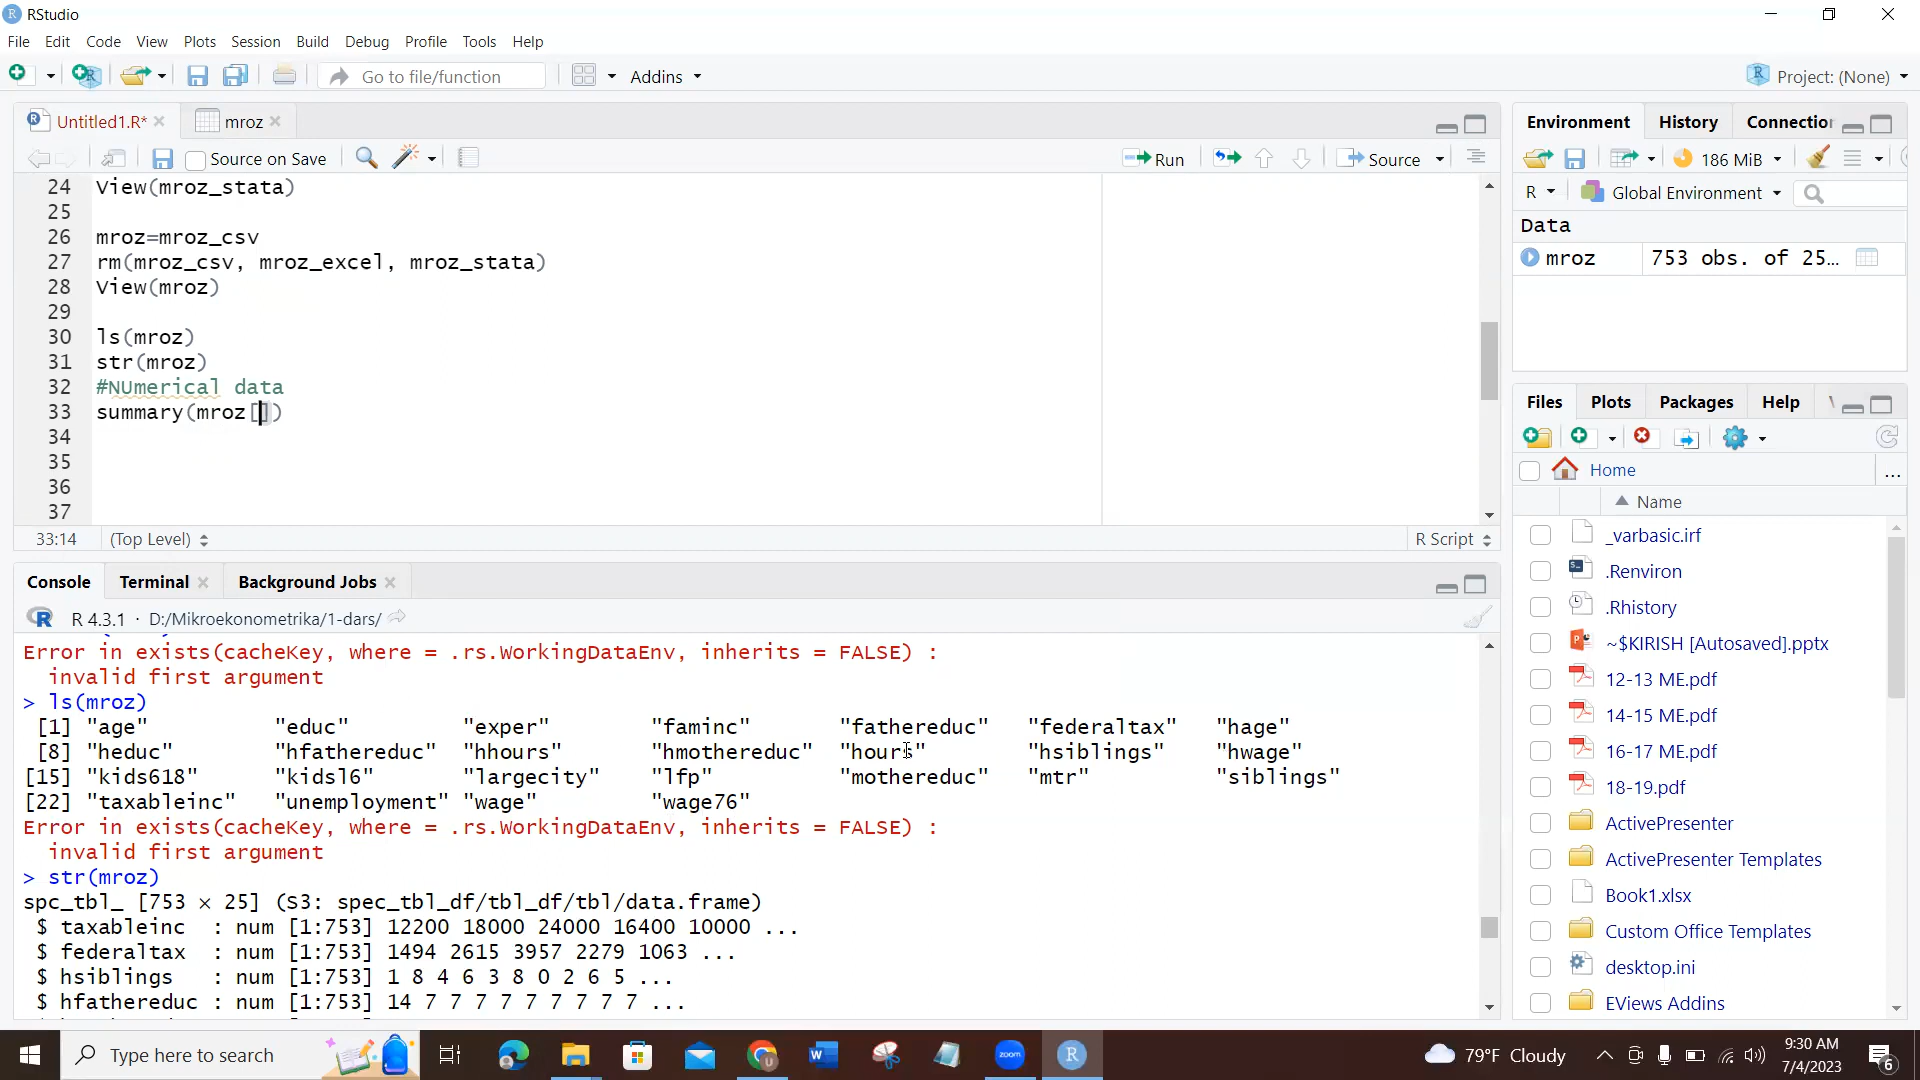 RStudio
File Edit Code View Plots Session Build Debug Profile Tools Help
Go to file/function Addins Project: (None)
Untitled1.R* mroz
Source on Save Run Source
24 View(mroz_stata)
25
26 mroz=mroz_csv
27 rm(mroz_csv, mroz_excel, mroz_stata)
28 View(mroz)
29
30 ls(mroz)
31 str(mroz)
32 #NUmerical data
33 summary(mroz[])
34
35
36
37
33:14 (Top Level) R Script
Console Terminal Background Jobs
R 4.3.1 · D:/Mikroekonometrika/1-dars/
Error in exists(cacheKey, where = .rs.WorkingDataEnv, inherits = FALSE) :
invalid first argument
> ls(mroz)
[1] "age" "educ" "exper" "faminc" "fathereduc" "federaltax" "hage"
[8] "heduc" "hfathereduc" "hhours" "hmothereduc" "hours" "hsiblings" "hwage"
[15] "kids618" "kidsl6" "largecity" "lfp" "mothereduc" "mtr" "siblings"
[22] "taxableinc" "unemployment" "wage" "wage76"
Error in exists(cacheKey, where = .rs.WorkingDataEnv, inherits = FALSE) :
invalid first argument
> str(mroz)
spc_tbl_ [753 × 25] (S3: spec_tbl_df/tbl_df/tbl/data.frame)
$ taxableinc : num [1:753] 12200 18000 24000 16400 10000 ...
$ federaltax : num [1:753] 1494 2615 3957 2279 1063 ...
$ hsiblings : num [1:753] 1 8 4 6 3 8 0 2 6 5 ...
$ hfathereduc : num [1:753] 14 7 7 7 7 7 7 7 7 7 ...
Environment History Connection
186 MiB
R Global Environment
Data
mroz 753 obs. of 25...
Files Plots Packages Help
Home ...
Name
_varbasic.irf
.Renviron
.Rhistory
~$KIRISH [Autosaved].pptx
12-13 ME.pdf
14-15 ME.pdf
16-17 ME.pdf
18-19.pdf
ActivePresenter
ActivePresenter Templates
Book1.xlsx
Custom Office Templates
desktop.ini
EViews Addins
Type here to search
zoom
79°F Cloudy
9:30 AM
7/4/2023
6